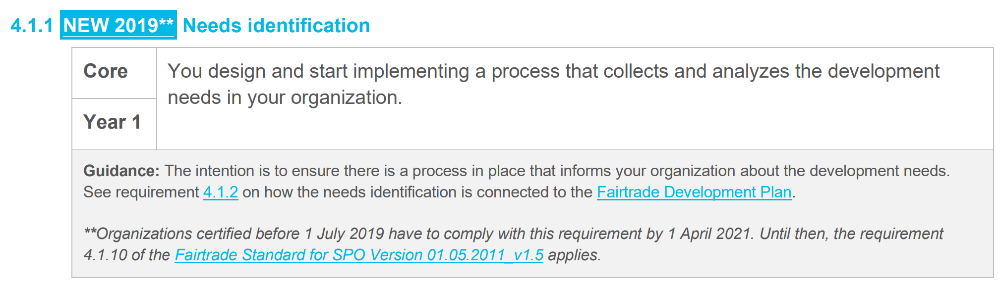 4.1.1 NEW 2019** Needs identification
Core
You design and start implementing a process that collects and analyzes the development
needs in your organization.
Year 1
Guidance: The intention is to ensure there is a process in place that informs your organization about the development needs.
See requirement 4.1.2 on how the needs identification is connected to the Fairtrade Development Plan.
**Organizations certified before 1 July 2019 have to comply with this requirement by 1 April 2021. Until then, the requirement
4.1.10 of the Fairtrade Standard for SPO Version 01.05.2011_v1.5 applies.